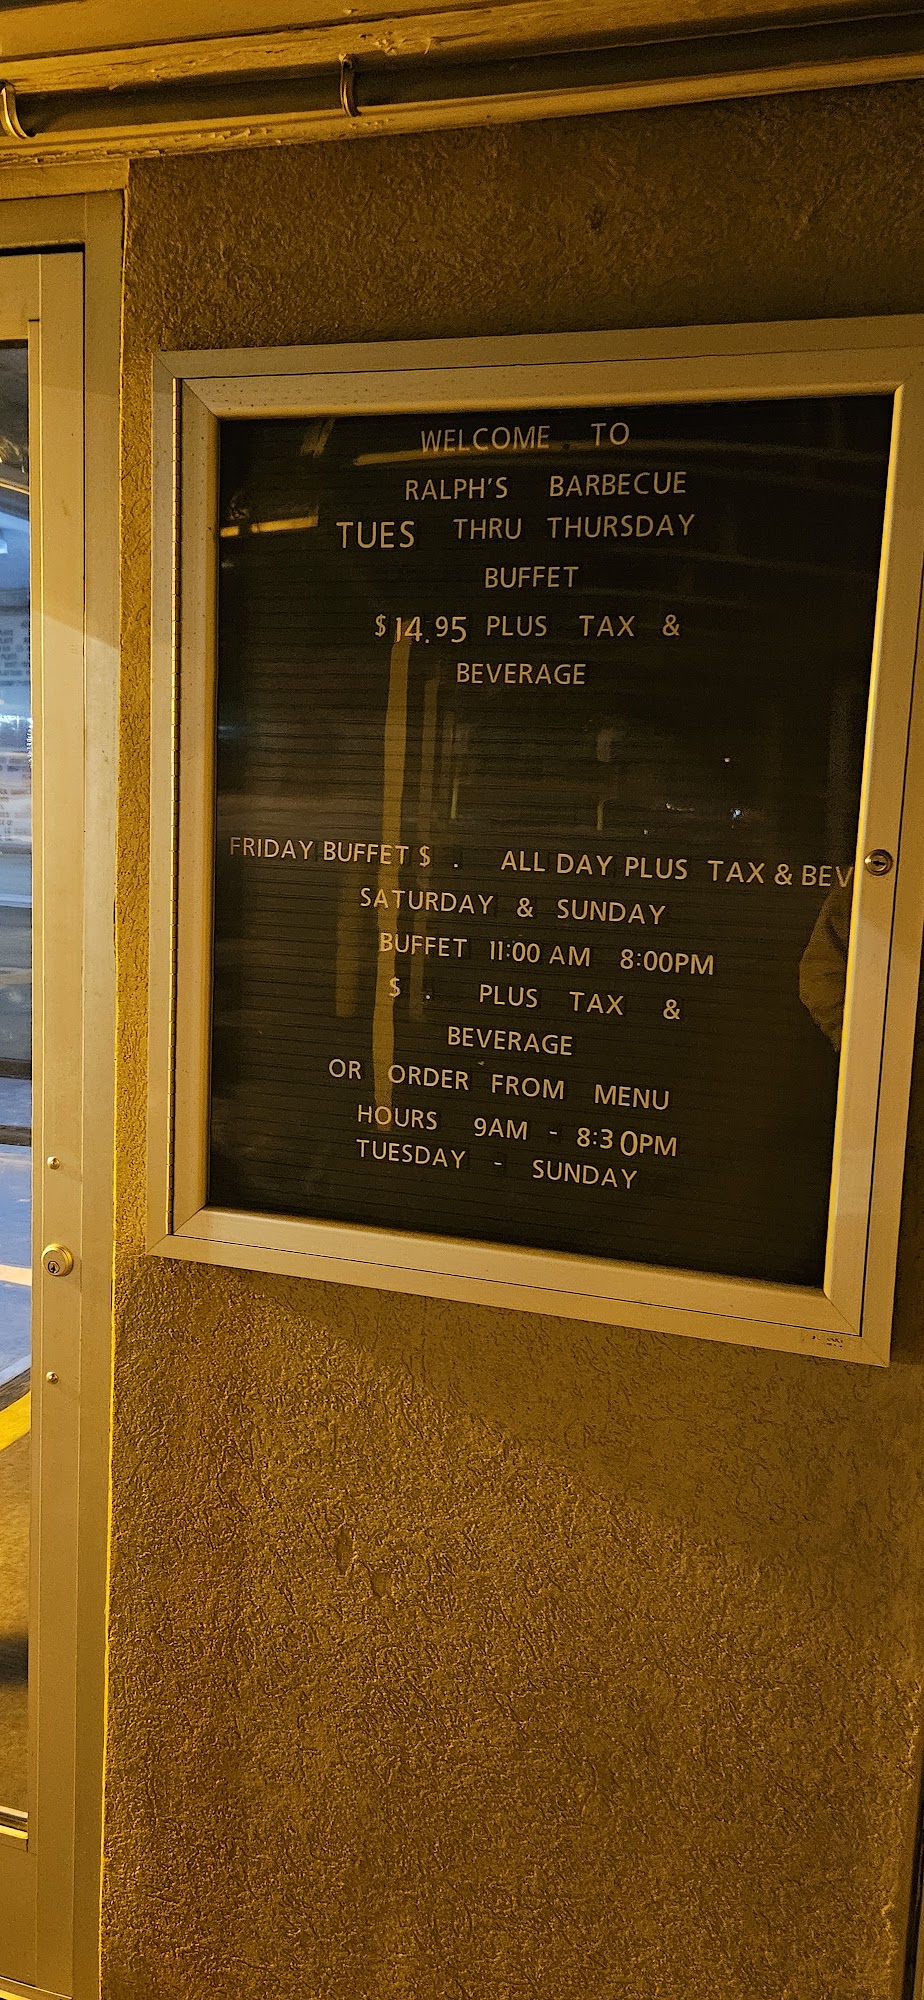 WELCOME TO
RALPH'S BARBECUE
TUES THRU THURSDAY
BUFFET
$14.95 PLUS TAX &
BEVERAGE
FRIDAY BUFFET $ . ALL DAY PLUS TAX & BEV
SATURDAY & SUNDAY
BUFFET 11:00 AM 8:00PM
$ . PLUS TAX &
BEVERAGE
OR ORDER FROM MENU
HOURS 9AM - 8:30PM
TUESDAY - SUNDAY